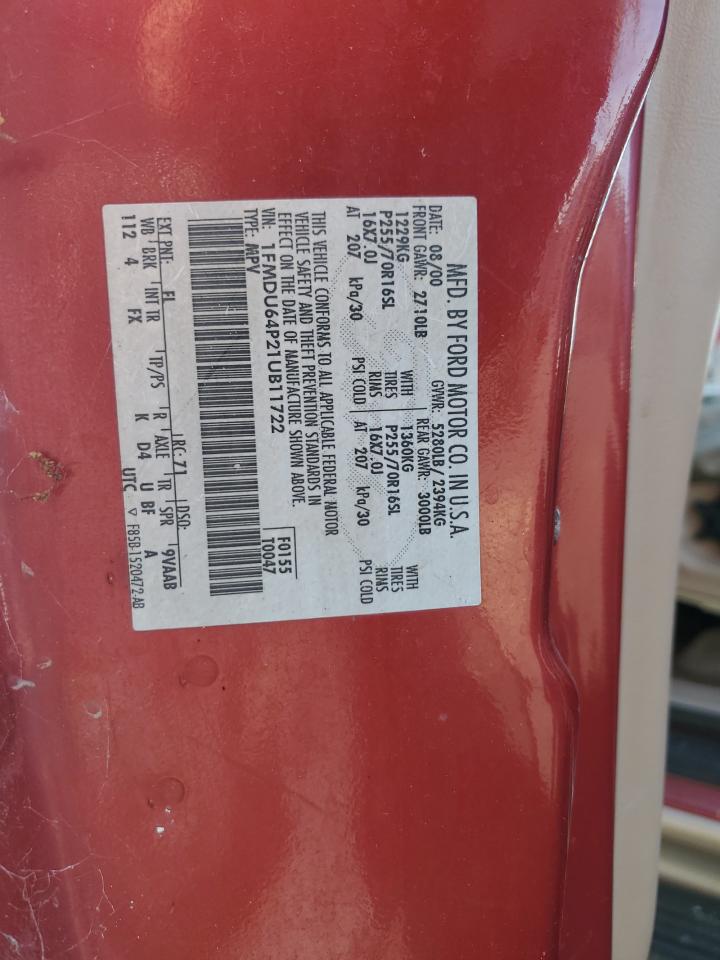 MFD. BY FORD MOTOR CO. IN U.S.A.
DATE: 08/00 GVWR: 5280LB/ 2394KG
FRONT GAWR: 2710LB REAR GAWR: 3000LB
1229KG WITH 1360KG WITH
P255/70R16SL TIRES P255/70R16SL TIRES
16X7.0J RIMS 16X7.0J RIMS
AT 207 kPa/30 PSI COLD AT 207 kPa/30 PSI COLD
THIS VEHICLE CONFORMS TO ALL APPLICABLE FEDERAL MOTOR
VEHICLE SAFETY AND THEFT PREVENTION STANDARDS IN
EFFECT ON THE DATE OF MANUFACTURE SHOWN ABOVE.
VIN: 1FMDU64P21UB11722 F0155
TYPE: MPV T0047
EXT PNT: FL RC:71 DSO:
WB BRK INT TR TP/PS R AXLE TR SPR 9VAAB
112 4 FX K D4 U BF A
UTC ▽ F85B-1520472-AB